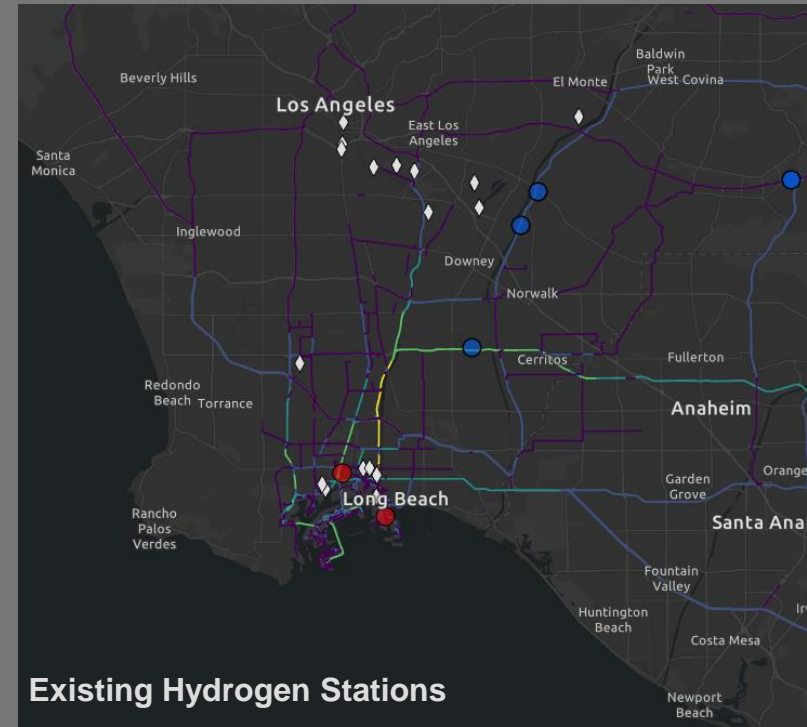 Baldwin
Park
West Covina
Beverly Hills
El Monte
Los Angeles
East Los
Angeles
Santa
Monica
Inglewood
Downey
Norwalk
Cerritos
Fullerton
Redondo
Beach
Torrance
Anaheim
Orange
Garden
Grove
Long Beach
Rancho
Palos
Verdes
Santa Ana
Fountain
Valley
Huntington
Beach
Ir
Costa Mesa
Existing Hydrogen Stations
Newport
Beach